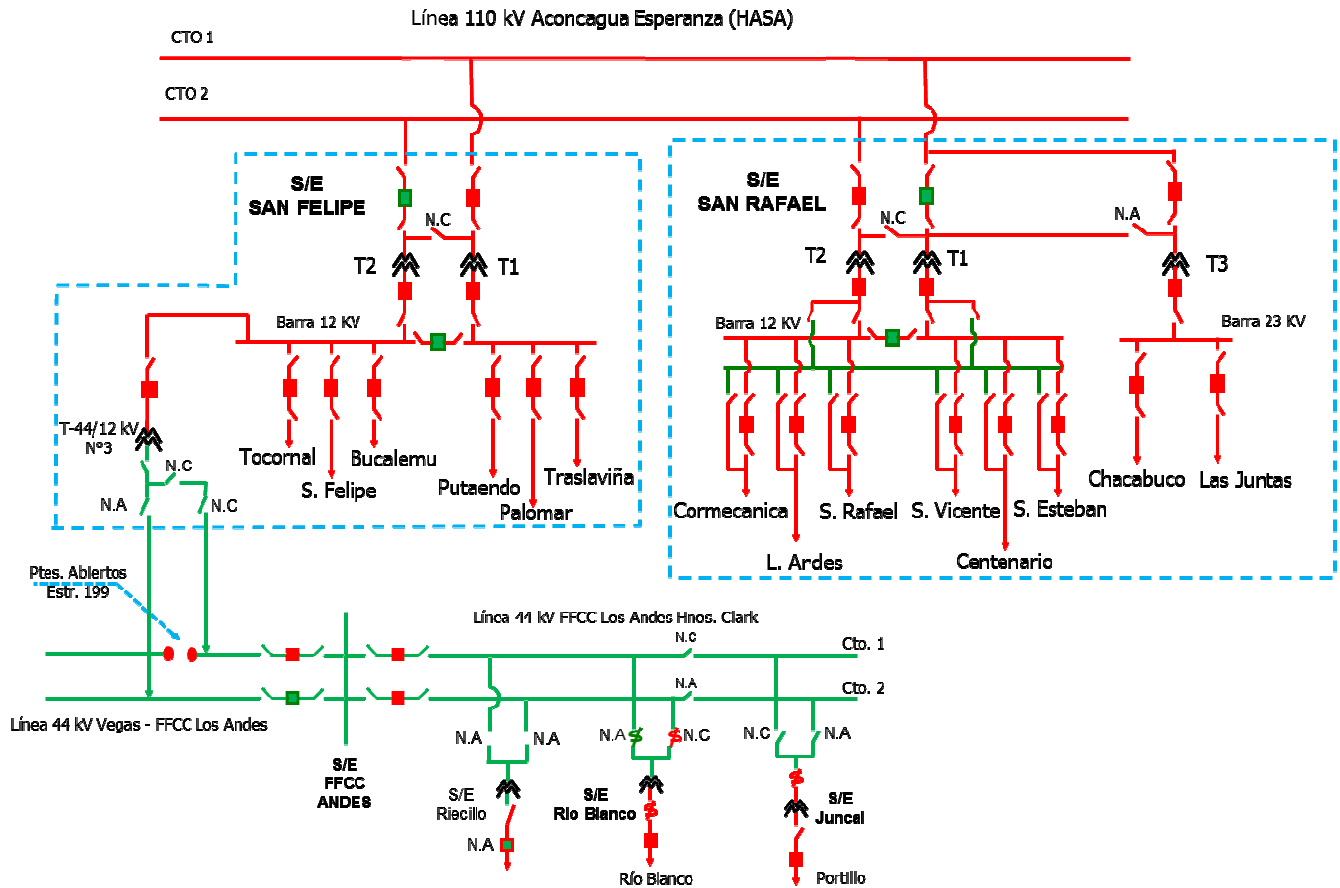 Línea 110 kV Aconcagua Esperanza (HASA)
CTO 1
CTO 2
S/E
SAN FELIPE
S/E
SAN RAFAEL
N.C
N.C
N.A
T2
T1
T2
T1
T3
Barra 12 KV
Barra 12 KV
Barra 23 KV
T-44/12 kV
Nº3
N.C
N.A
N.C
Tocornal
S. Felipe
Bucalemu
Putaendo
Palomar
Traslaviña
Cormecanica
L. Ardes
S. Rafael
S. Vicente
Centenario
S. Esteban
Chacabuco
Las Juntas
Ptes. Abiertos
Estr. 199
Línea 44 kV FFCC Los Andes Hnos. Clark
N.C
Cto. 1
N.A
Cto. 2
Línea 44 kV Vegas - FFCC Los Andes
S/E
FFCC
ANDES
N.A
N.A
N.A
N.C
N.C
N.A
S/E
Riecillo
N.A
S/E
Rio Blanco
Río Blanco
S/E
Juncal
Portillo